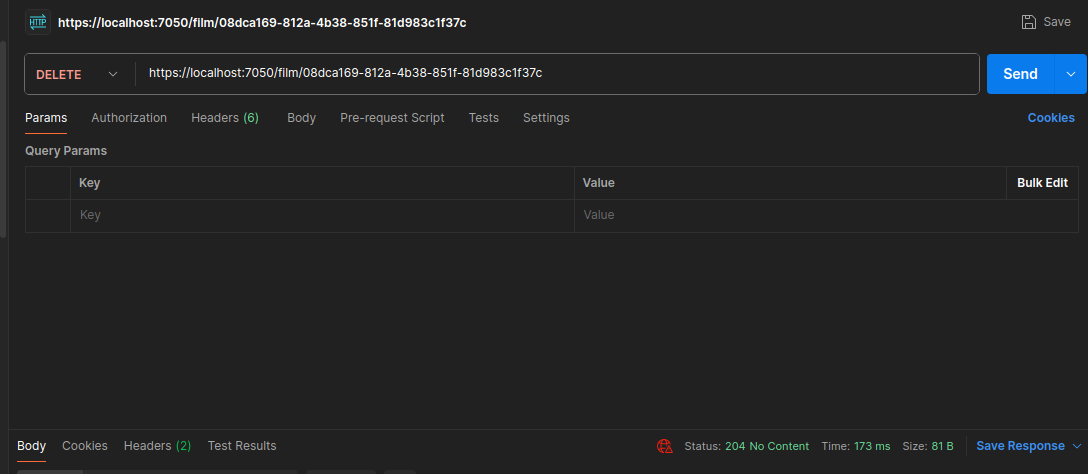 HTTP https://localhost:7050/film/08dca169-812a-4b38-851f-81d983c1f37c Save
DELETE https://localhost:7050/film/08dca169-812a-4b38-851f-81d983c1f37c Send
Params Authorization Headers (6) Body Pre-request Script Tests Settings Cookies
Query Params
Key Value Bulk Edit
Key Value
Body Cookies Headers (2) Test Results Status: 204 No Content Time: 173 ms Size: 81 B Save Response